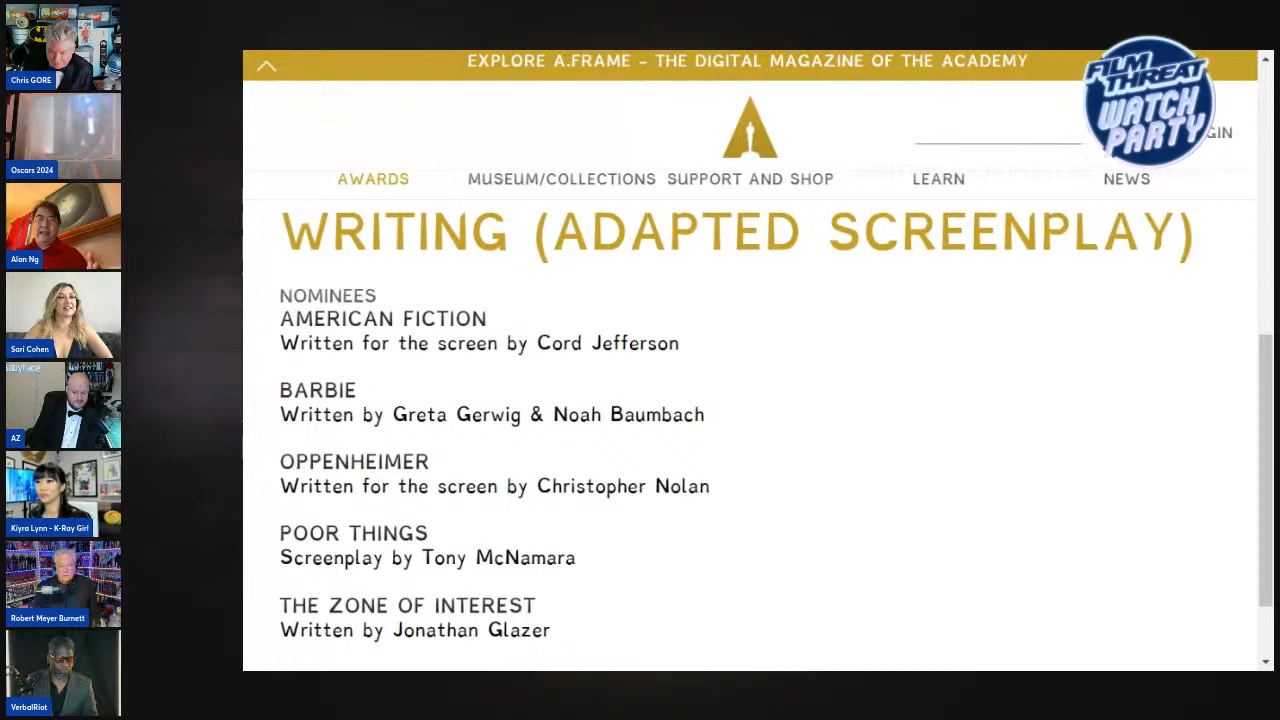 Chris GORE
Oscars 2024
abyface
Alan Ng
Sari Cohen
AZ
Kiyra Lynn - K-Ray Girl
Robert Meyer Burnett
VerbalRiot
EXPLORE A.FRAME – THE DIGITAL MAGAZINE OF THE ACADEMY
FILM
THREAT
WATCH
PARTY
GIN
AWARDS MUSEUM/COLLECTIONS SUPPORT AND SHOP LEARN NEWS
WRITING (ADAPTED SCREENPLAY)
NOMINEES
AMERICAN FICTION
Written for the screen by Cord Jefferson
BARBIE
Written by Greta Gerwig & Noah Baumbach
OPPENHEIMER
Written for the screen by Christopher Nolan
POOR THINGS
Screenplay by Tony McNamara
THE ZONE OF INTEREST
Written by Jonathan Glazer